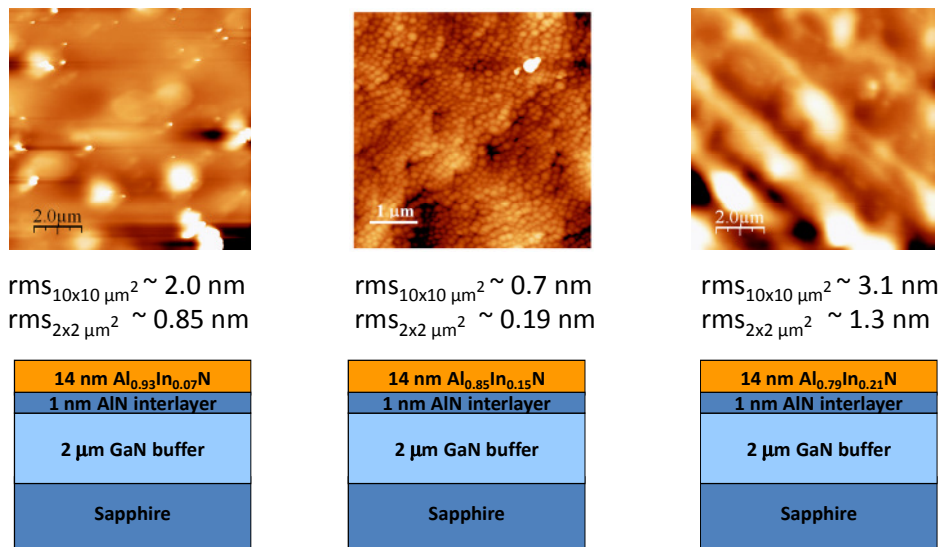 2.0μm
1 μm
2.0μm
rms10x10 μm2 ~ 2.0 nm
rms2x2 μm2 ~ 0.85 nm
rms10x10 μm2 ~ 0.7 nm
rms2x2 μm2 ~ 0.19 nm
rms10x10 μm2 ~ 3.1 nm
rms2x2 μm2 ~ 1.3 nm
14 nm Al0.93In0.07N
1 nm AlN interlayer
2 μm GaN buffer
Sapphire
14 nm Al0.85In0.15N
1 nm AlN interlayer
2 μm GaN buffer
Sapphire
14 nm Al0.79In0.21N
1 nm AlN interlayer
2 μm GaN buffer
Sapphire